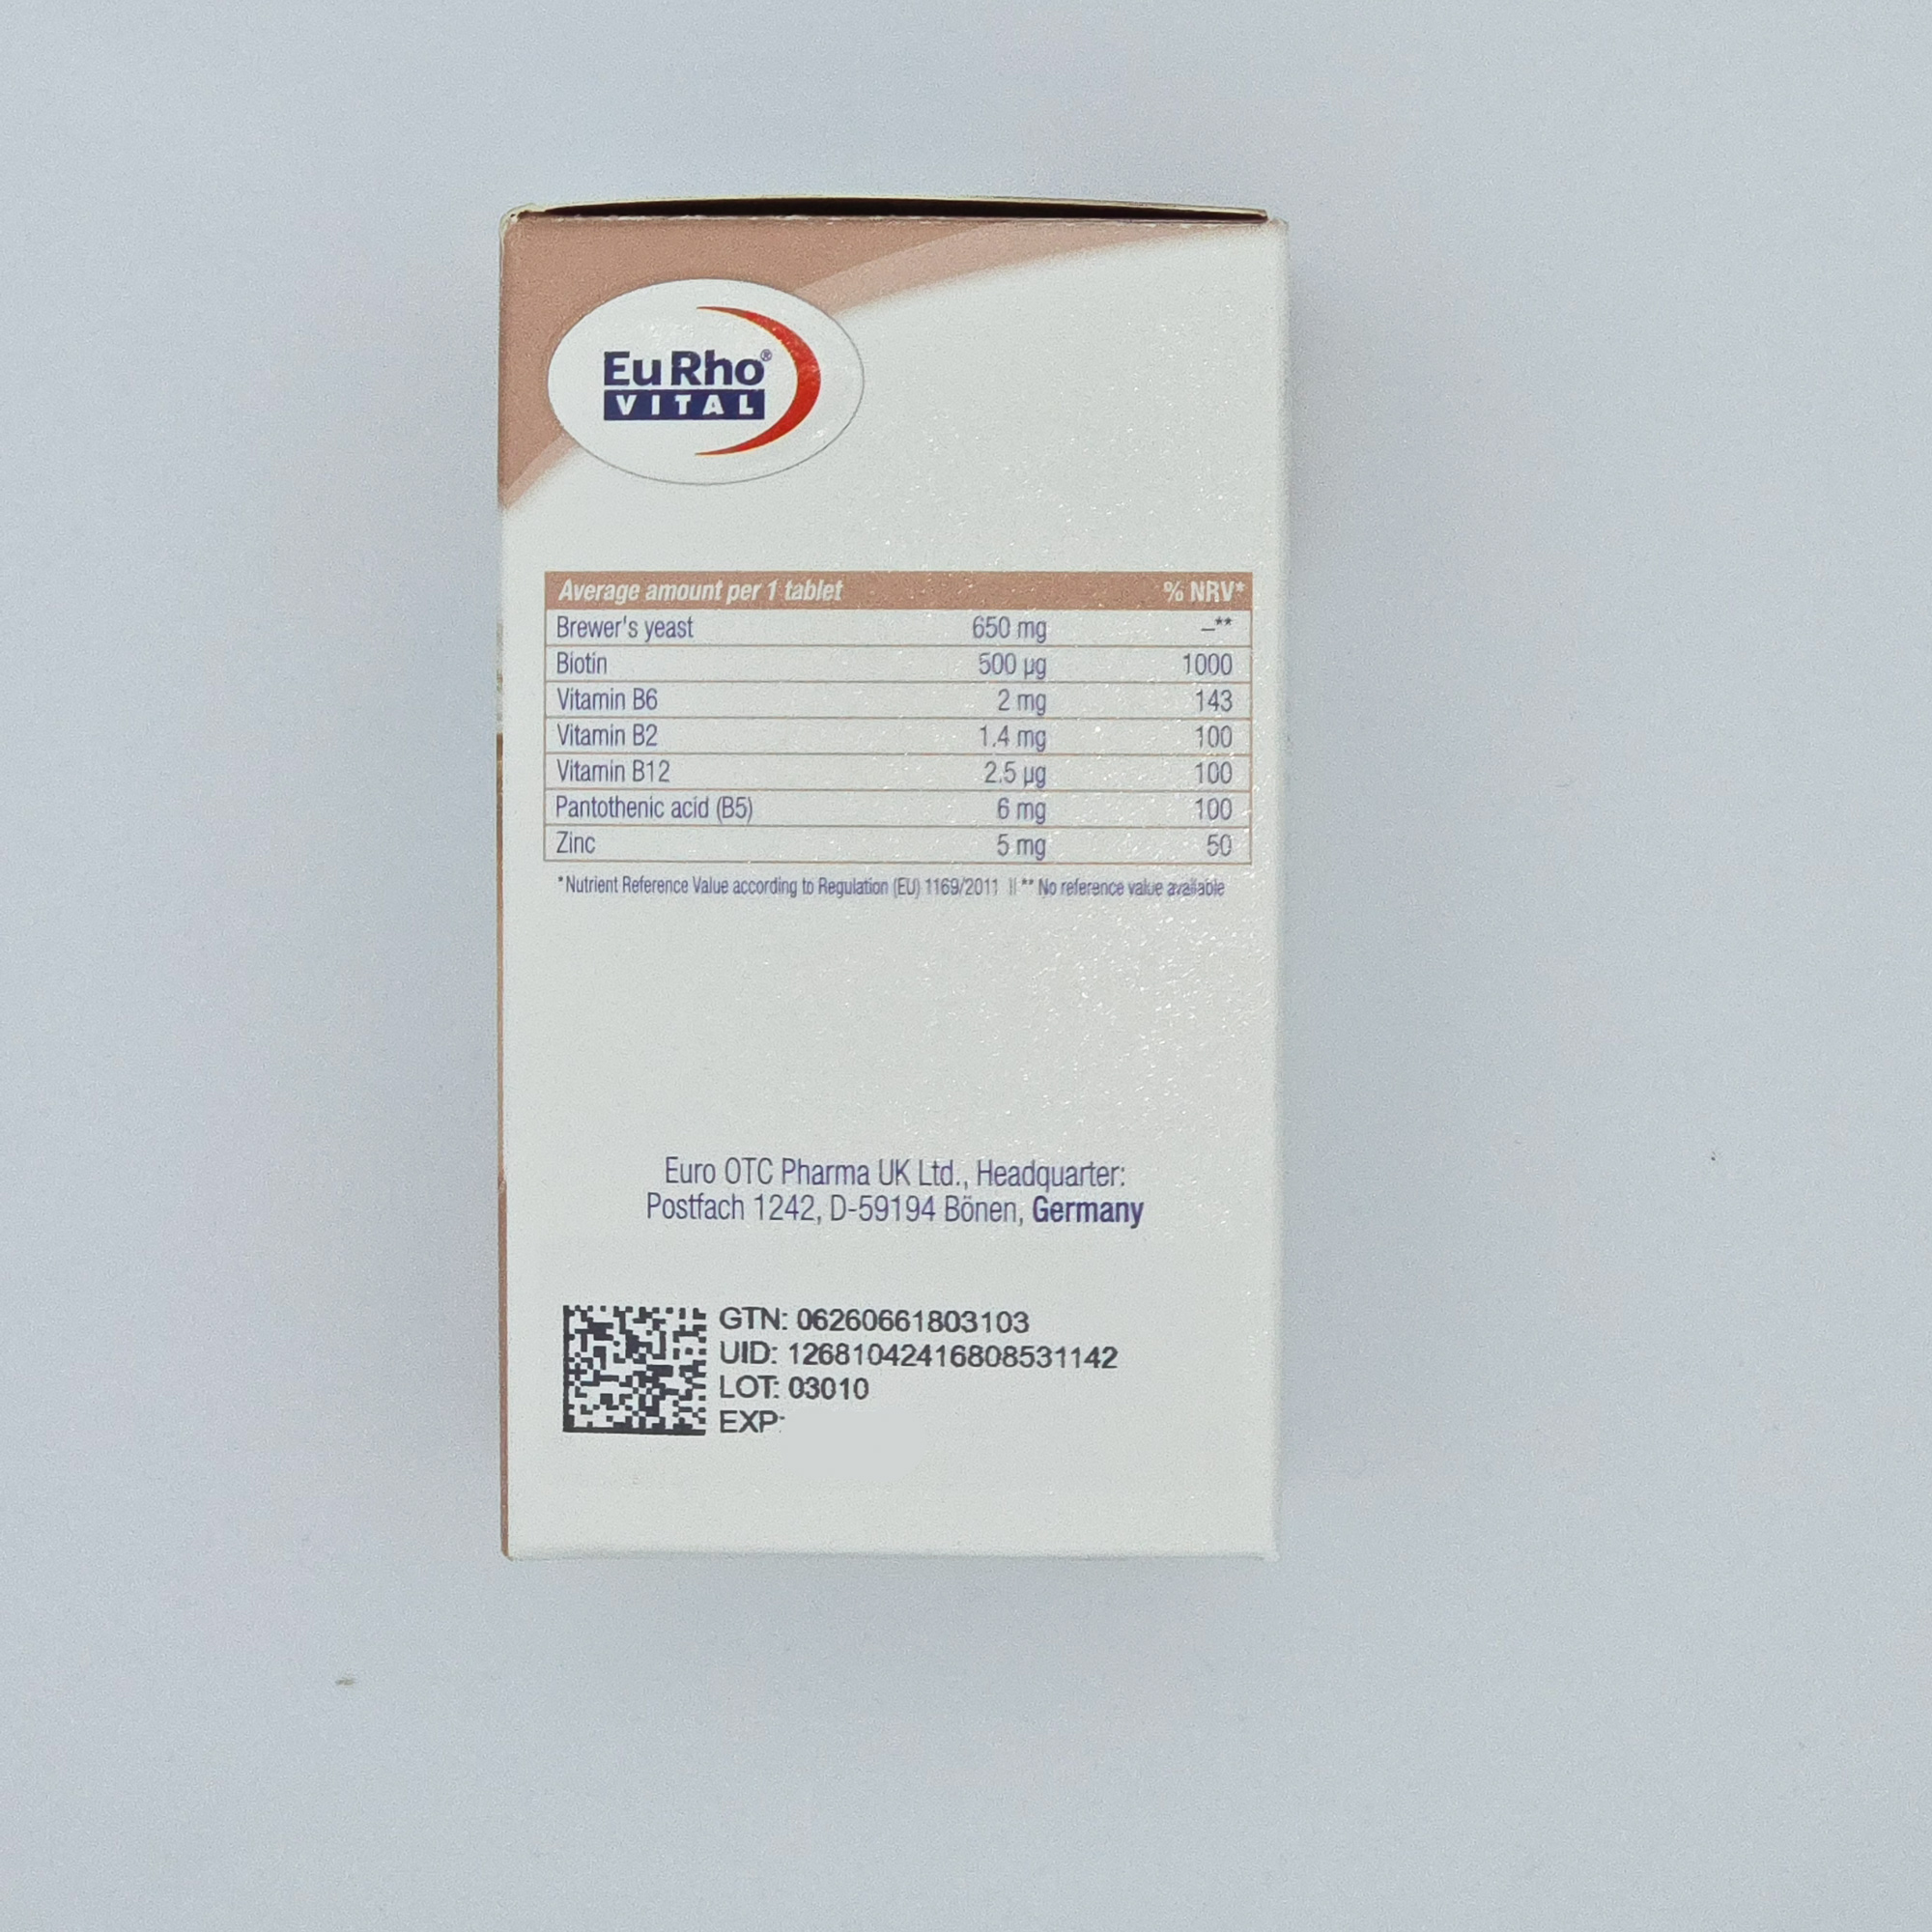 EuRho®
VITAL
Average amount per 1 tablet % NRV*
Brewer's yeast 650 mg –**
Biotin 500 µg 1000
Vitamin B6 2 mg 143
Vitamin B2 1.4 mg 100
Vitamin B12 2.5 µg 100
Pantothenic acid (B5) 6 mg 100
Zinc 5 mg 50
*Nutrient Reference Value according to Regulation (EU) 1169/2011 || ** No reference value available
Euro OTC Pharma UK Ltd., Headquarter:
Postfach 1242, D-59194 Bönen, Germany
GTN: 06260661803103
UID: 12681042416808531142
LOT: 03010
EXP: